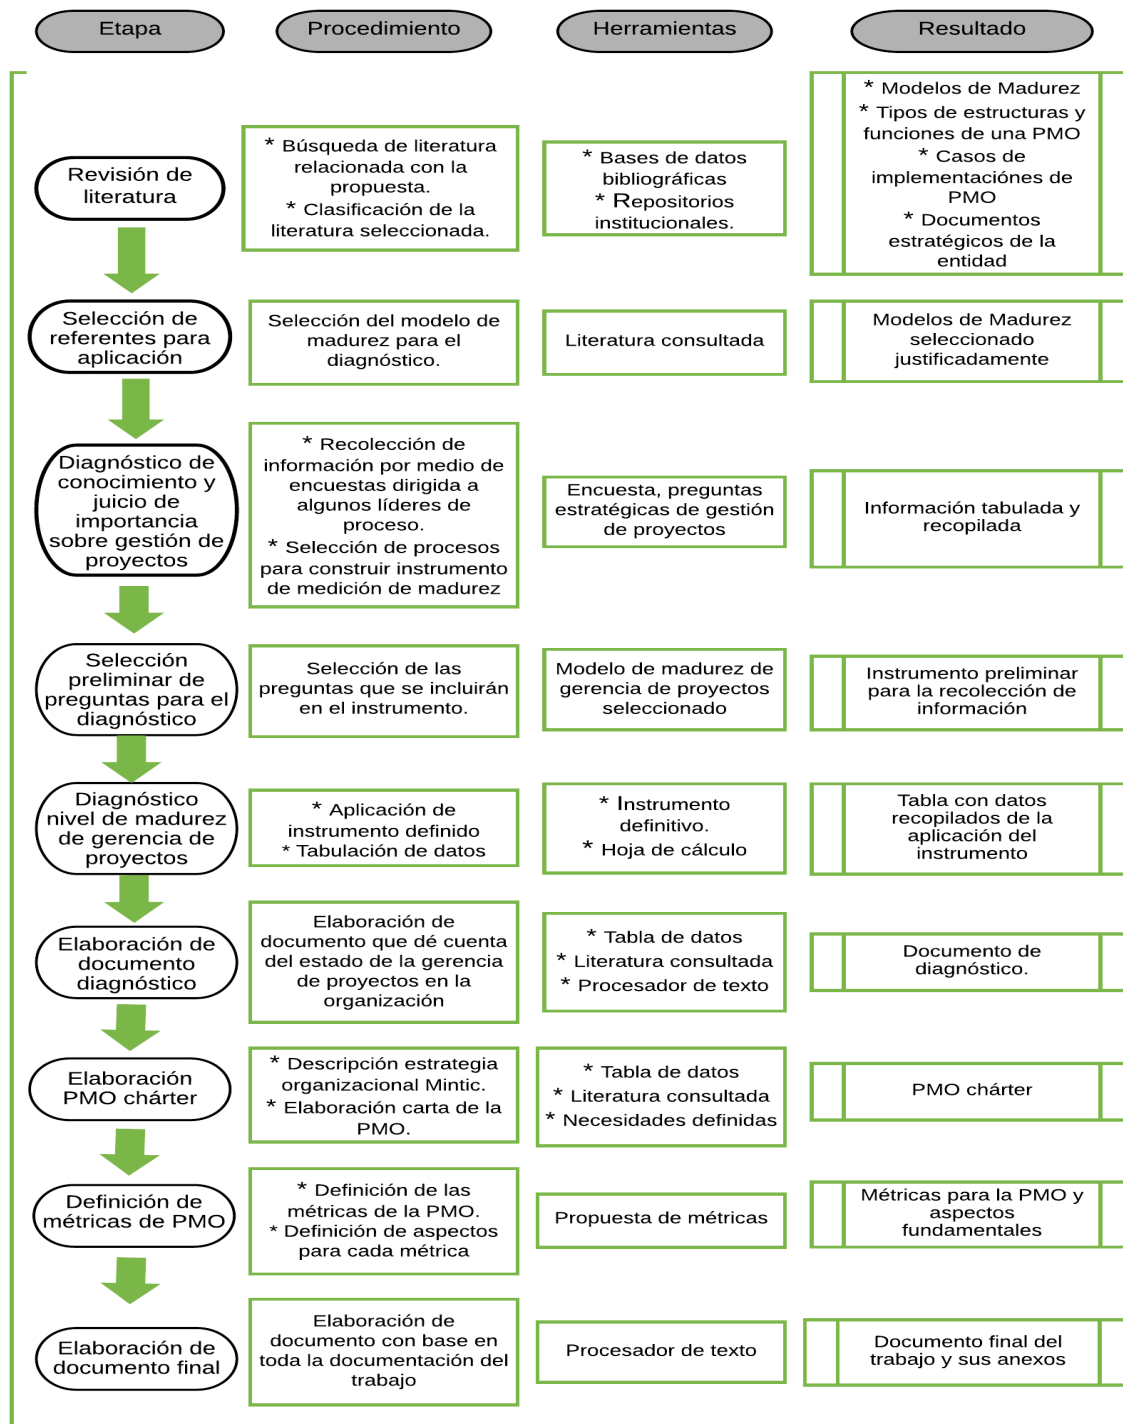 Etapa
Procedimiento
Herramientas
Resultado
Revisión de
literatura
* Búsqueda de literatura
relacionada con la
propuesta.
* Clasificación de la
literatura seleccionada.
* Bases de datos
bibliográficas
* Repositorios
institucionales.
* Modelos de Madurez
* Tipos de estructuras y
funciones de una PMO
* Casos de
implementaciónes de
PMO
* Documentos
estratégicos de la
entidad
Selección de
referentes para
aplicación
Selección del modelo de
madurez para el
diagnóstico.
Literatura consultada
Modelos de Madurez
seleccionado
justificadamente
Diagnóstico de
conocimiento y
juicio de
importancia
sobre gestión de
proyectos
* Recolección de
información por medio de
encuestas dirigida a
algunos líderes de
proceso.
* Selección de procesos
para construir instrumento
de medición de madurez
Encuesta, preguntas
estratégicas de gestión
de proyectos
Información tabulada y
recopilada
Selección
preliminar de
preguntas para el
diagnóstico
Selección de las
preguntas que se incluirán
en el instrumento.
Modelo de madurez de
gerencia de proyectos
seleccionado
Instrumento preliminar
para la recolección de
información
Diagnóstico
nivel de madurez
de gerencia de
proyectos
* Aplicación de
instrumento definido
* Tabulación de datos
* Instrumento
definitivo.
* Hoja de cálculo
Tabla con datos
recopilados de la
aplicación del
instrumento
Elaboración de
documento
diagnóstico
Elaboración de
documento que dé cuenta
del estado de la gerencia
de proyectos en la
organización
* Tabla de datos
* Literatura consultada
* Procesador de texto
Documento de
diagnóstico.
Elaboración
PMO chárter
* Descripción estrategia
organizacional Mintic.
* Elaboración carta de la
PMO.
* Tabla de datos
* Literatura consultada
* Necesidades definidas
PMO chárter
Definición de
métricas de PMO
* Definición de las
métricas de la PMO.
* Definición de aspectos
para cada métrica
Propuesta de métricas
Métricas para la PMO y
aspectos
fundamentales
Elaboración de
documento final
Elaboración de
documento con base en
toda la documentación del
trabajo
Procesador de texto
Documento final del
trabajo y sus anexos